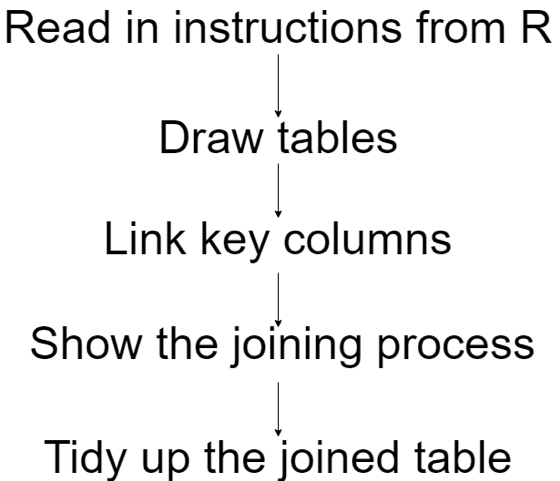 Read in instructions from R
Draw tables
Link key columns
Show the joining process
Tidy up the joined table